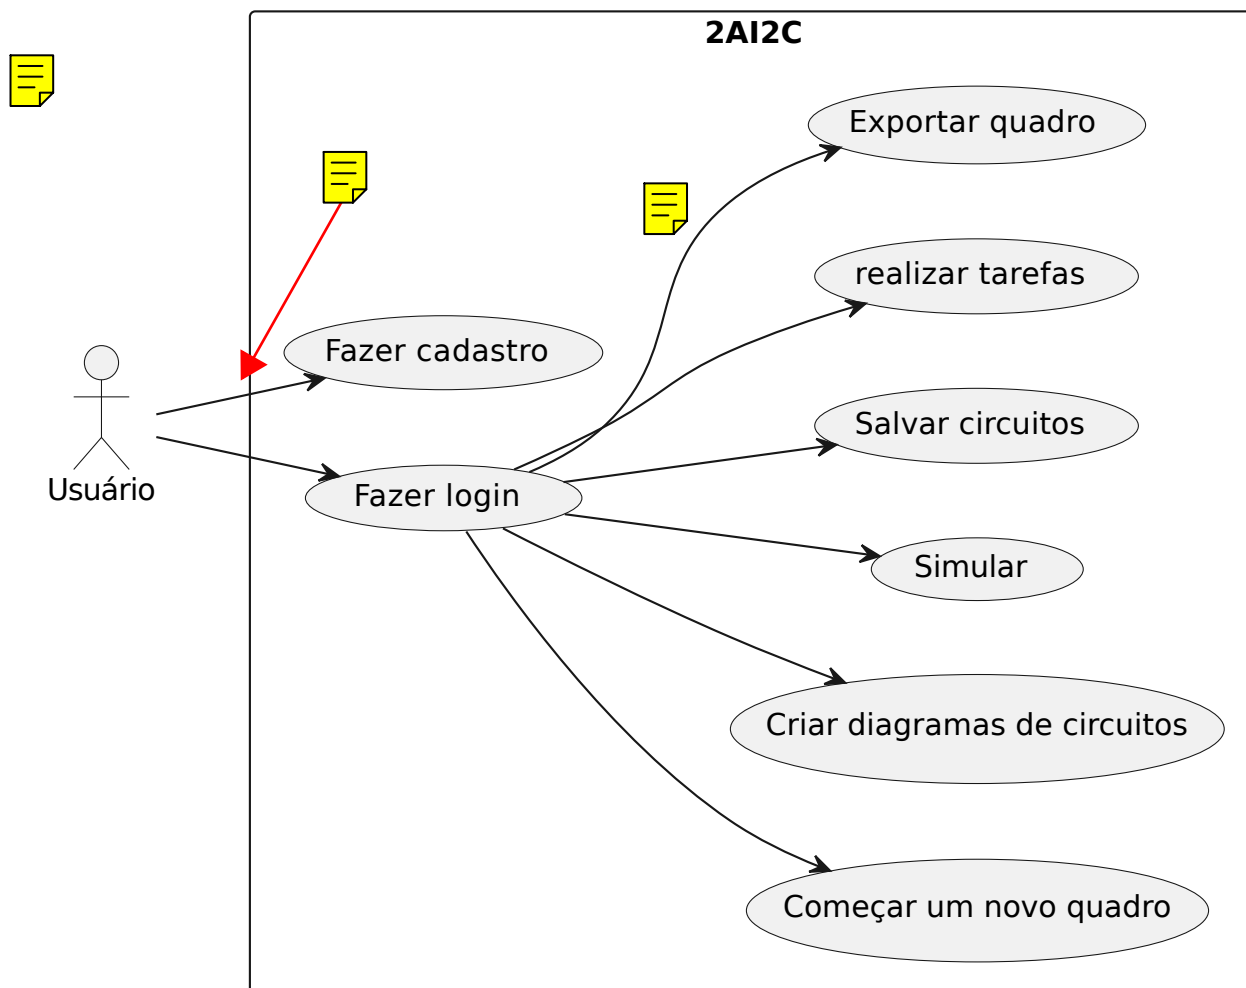 2AI2C
Exportar quadro
realizar tarefas
Fazer cadastro
Salvar circuitos
Usuário
Fazer login
Simular
Criar diagramas de circuitos
Começar um novo quadro